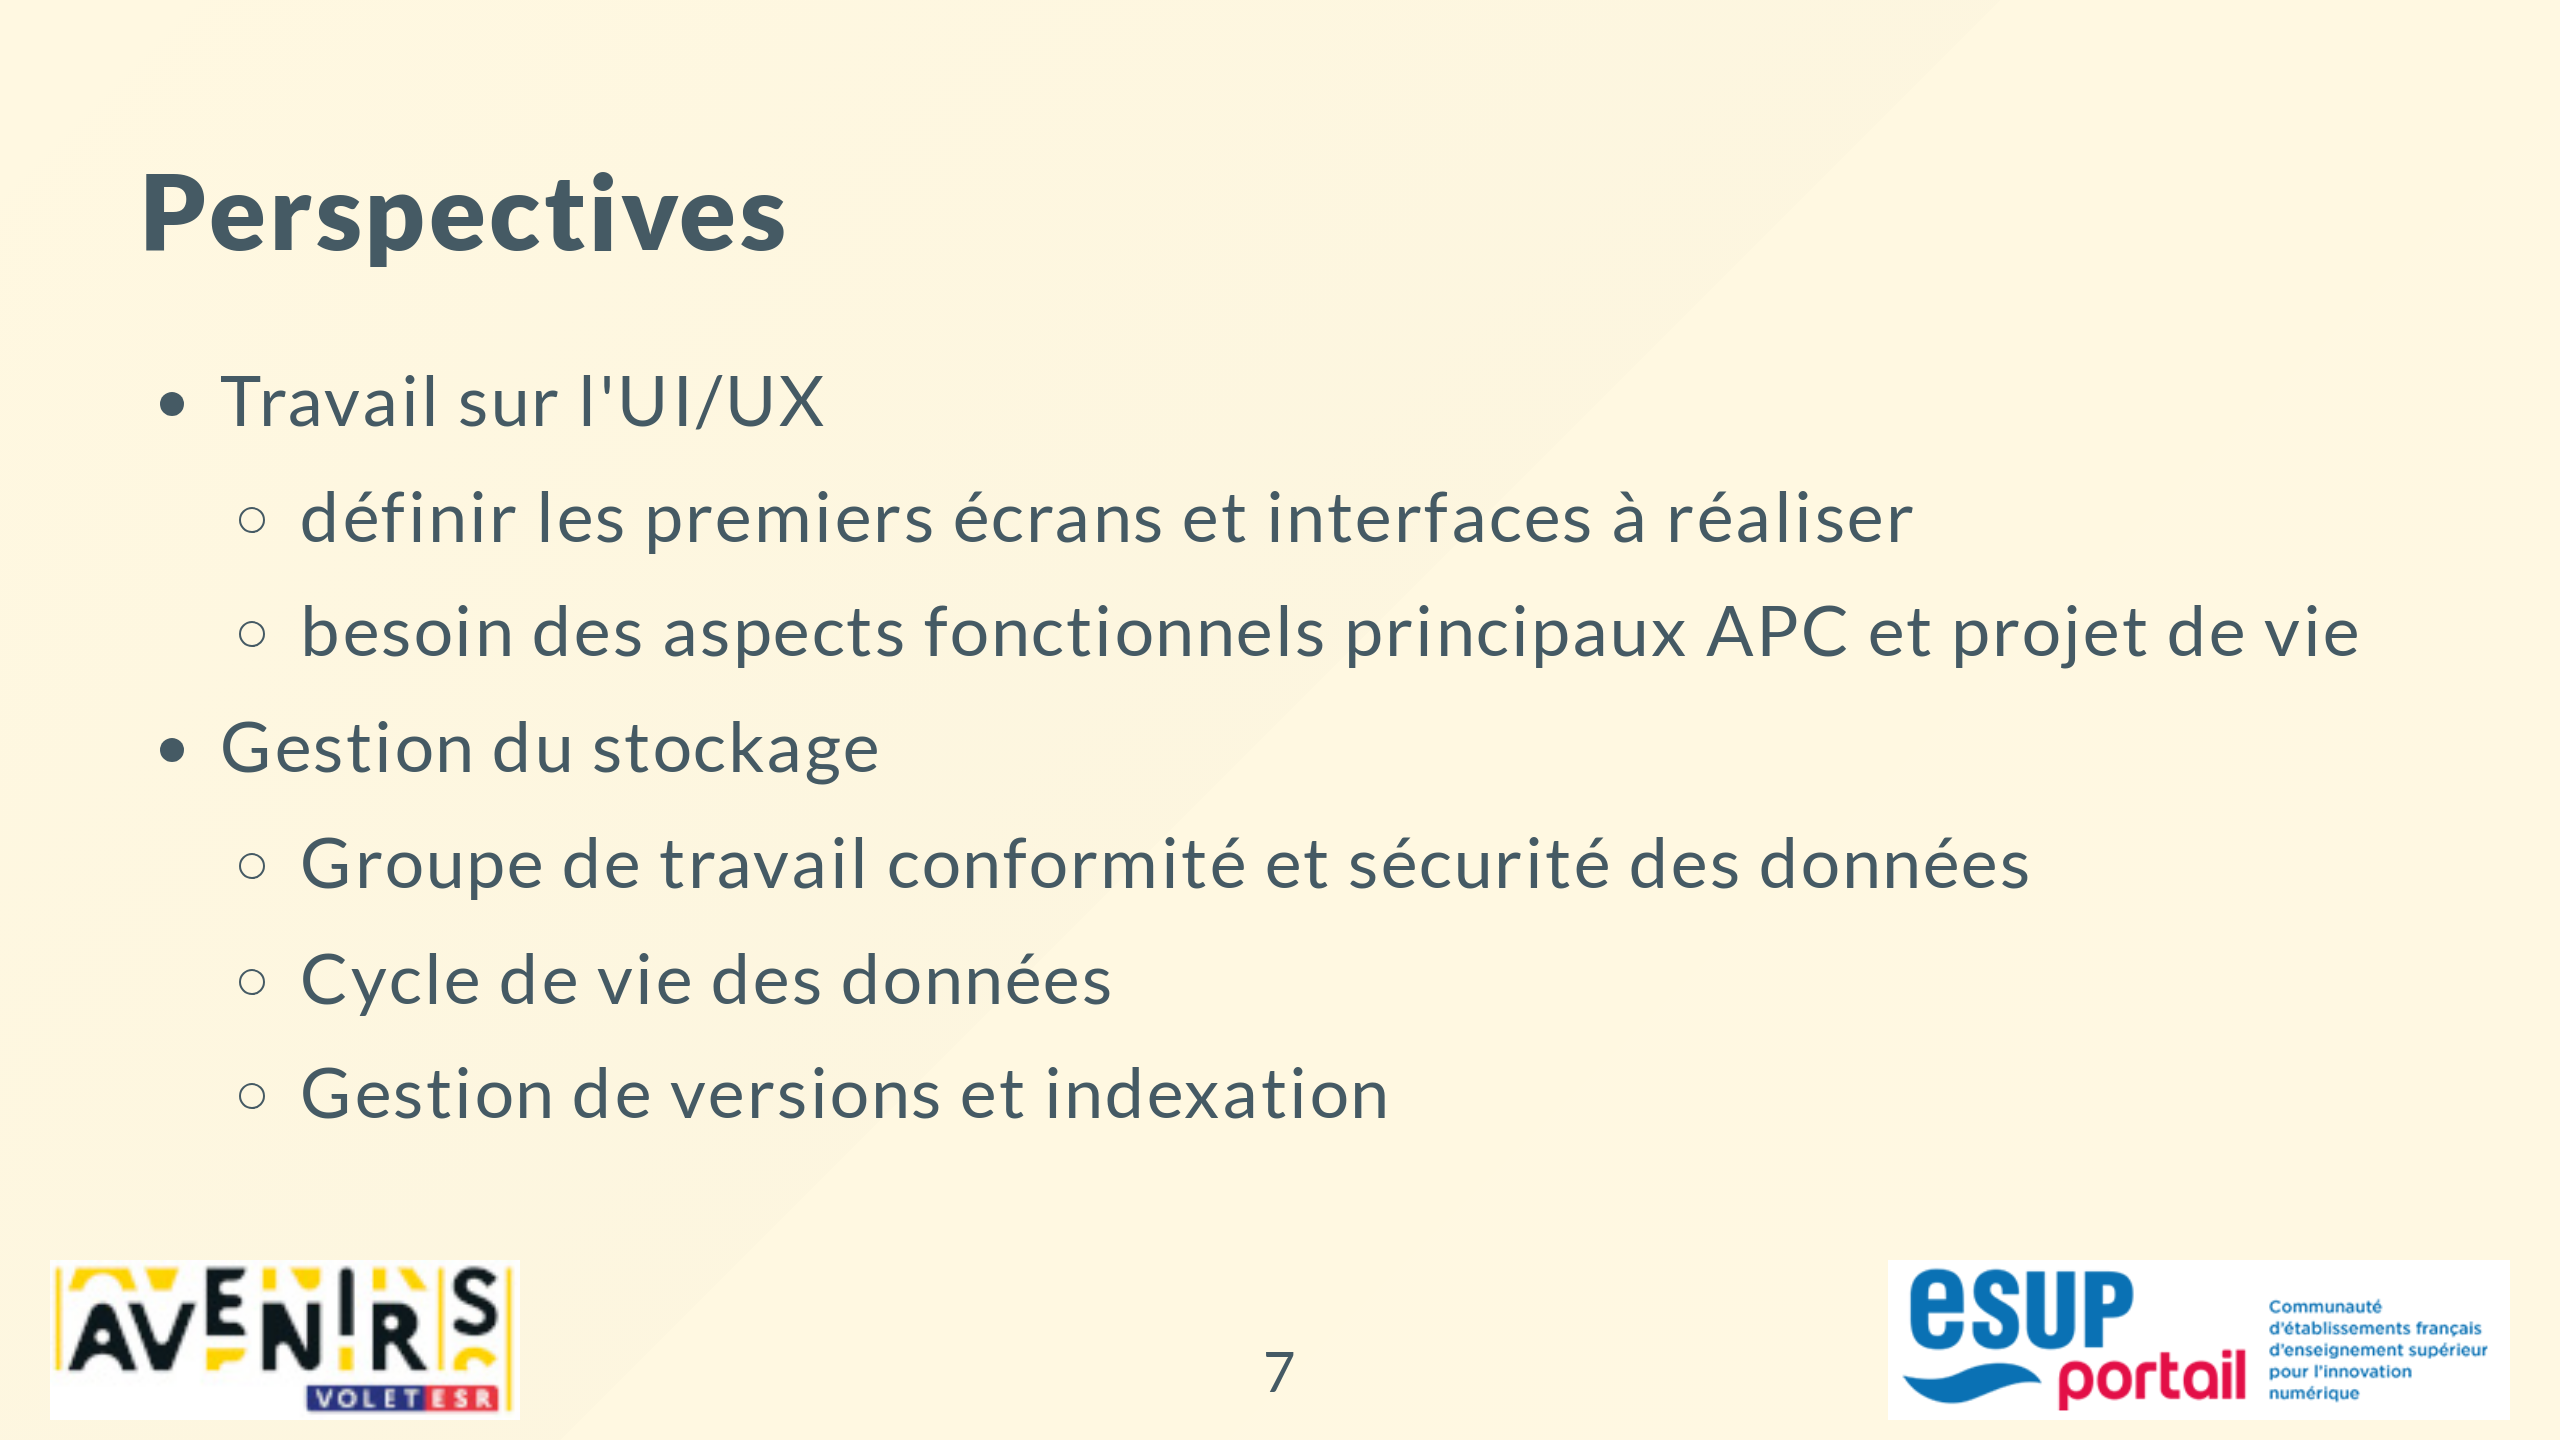 Perspectives
Travail sur l'UI/UX
définir les premiers écrans et interfaces à réaliser
besoin des aspects fonctionnels principaux APC et projet de vie
Gestion du stockage
Groupe de travail conformité et sécurité des données
Cycle de vie des données
Gestion de versions et indexation
AVENIRS
VOLET ESR
7
esup
portail
Communauté
d'établissements français
d'enseignement supérieur
pour l'innovation
numérique